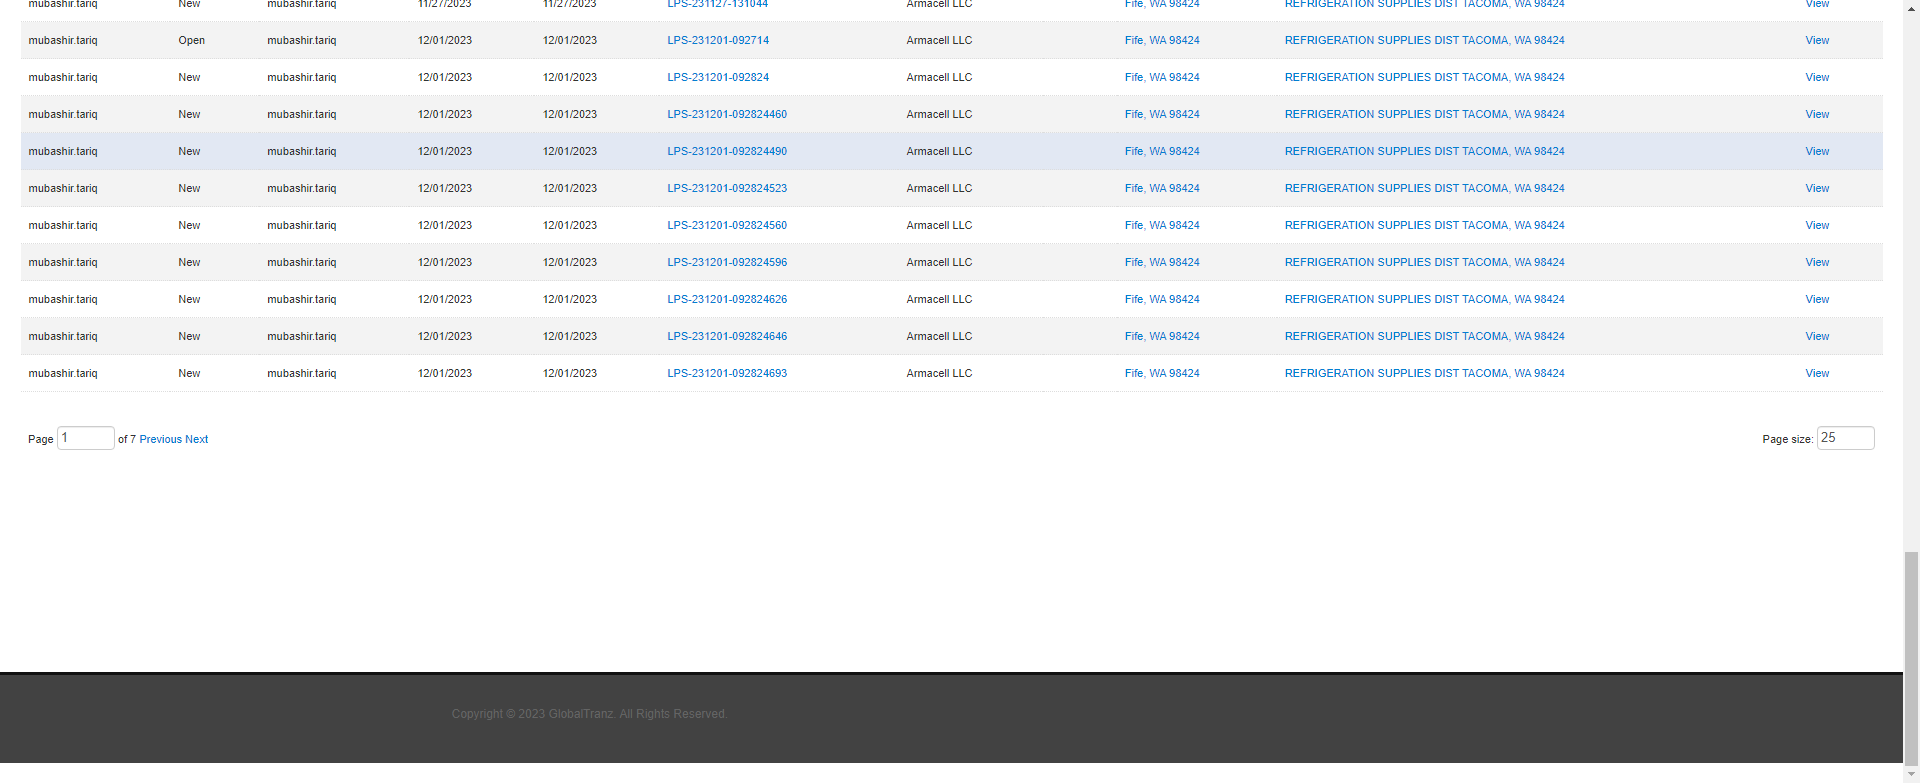 mubashir.tariq New mubashir.tariq 11/27/2023 11/27/2023 LPS-231127-131044 Armacell LLC Fife, WA 98424 REFRIGERATION SUPPLIES DIST TACOMA, WA 98424 View
mubashir.tariq Open mubashir.tariq 12/01/2023 12/01/2023 LPS-231201-092714 Armacell LLC Fife, WA 98424 REFRIGERATION SUPPLIES DIST TACOMA, WA 98424 View
mubashir.tariq New mubashir.tariq 12/01/2023 12/01/2023 LPS-231201-092824 Armacell LLC Fife, WA 98424 REFRIGERATION SUPPLIES DIST TACOMA, WA 98424 View
mubashir.tariq New mubashir.tariq 12/01/2023 12/01/2023 LPS-231201-092824460 Armacell LLC Fife, WA 98424 REFRIGERATION SUPPLIES DIST TACOMA, WA 98424 View
mubashir.tariq New mubashir.tariq 12/01/2023 12/01/2023 LPS-231201-092824490 Armacell LLC Fife, WA 98424 REFRIGERATION SUPPLIES DIST TACOMA, WA 98424 View
mubashir.tariq New mubashir.tariq 12/01/2023 12/01/2023 LPS-231201-092824523 Armacell LLC Fife, WA 98424 REFRIGERATION SUPPLIES DIST TACOMA, WA 98424 View
mubashir.tariq New mubashir.tariq 12/01/2023 12/01/2023 LPS-231201-092824560 Armacell LLC Fife, WA 98424 REFRIGERATION SUPPLIES DIST TACOMA, WA 98424 View
mubashir.tariq New mubashir.tariq 12/01/2023 12/01/2023 LPS-231201-092824596 Armacell LLC Fife, WA 98424 REFRIGERATION SUPPLIES DIST TACOMA, WA 98424 View
mubashir.tariq New mubashir.tariq 12/01/2023 12/01/2023 LPS-231201-092824626 Armacell LLC Fife, WA 98424 REFRIGERATION SUPPLIES DIST TACOMA, WA 98424 View
mubashir.tariq New mubashir.tariq 12/01/2023 12/01/2023 LPS-231201-092824646 Armacell LLC Fife, WA 98424 REFRIGERATION SUPPLIES DIST TACOMA, WA 98424 View
mubashir.tariq New mubashir.tariq 12/01/2023 12/01/2023 LPS-231201-092824693 Armacell LLC Fife, WA 98424 REFRIGERATION SUPPLIES DIST TACOMA, WA 98424 View
Page 1 of 7 Previous Next Page size: 25
Copyright © 2023 GlobalTranz. All Rights Reserved.